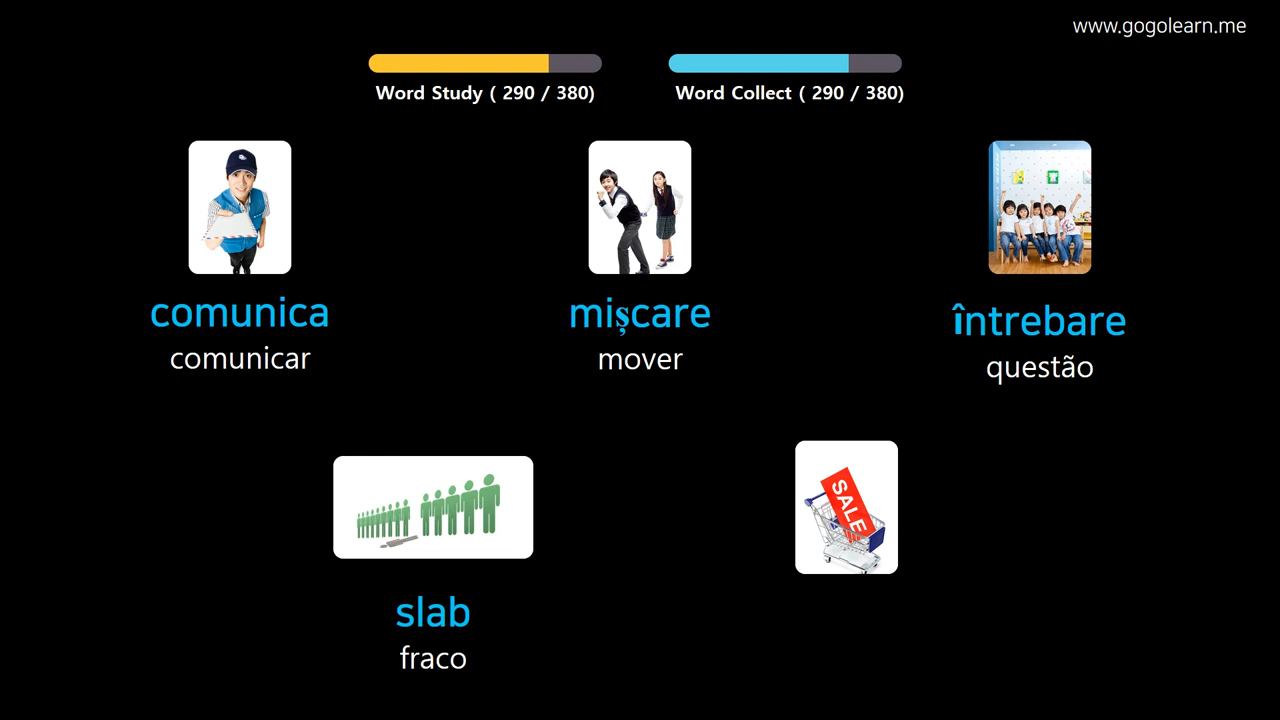 www.gogolearn.me
Word Study ( 290 / 380)
Word Collect ( 290 / 380)
comunica
comunicar
mișcare
mover
întrebare
questão
SALE
slab
fraco